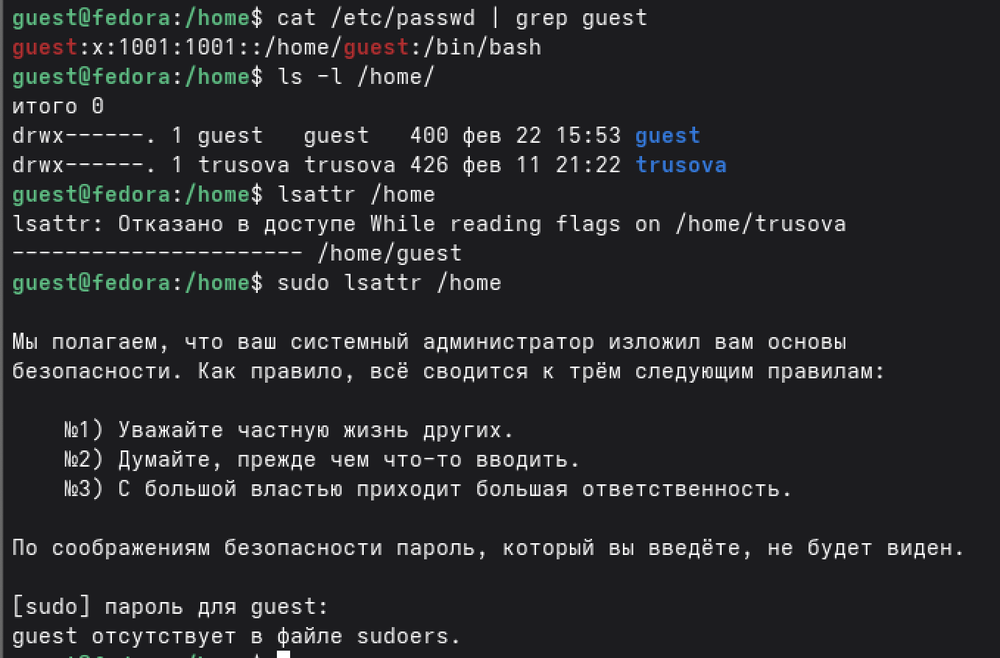 guest@fedora:/home$ cat /etc/passwd | grep guest
guest:x:1001:1001::/home/guest:/bin/bash
guest@fedora:/home$ ls -l /home/
итого 0
drwx------. 1 guest   guest   400 фев 22 15:53 guest
drwx------. 1 trusova trusova 426 фев 11 21:22 trusova
guest@fedora:/home$ lsattr /home
lsattr: Отказано в доступе While reading flags on /home/trusova
---------------------- /home/guest
guest@fedora:/home$ sudo lsattr /home
Мы полагаем, что ваш системный администратор изложил вам основы
безопасности. Как правило, всё сводится к трём следующим правилам:
№1) Уважайте частную жизнь других.
№2) Думайте, прежде чем что-то вводить.
№3) С большой властью приходит большая ответственность.
По соображениям безопасности пароль, который вы введёте, не будет виден.
[sudo] пароль для guest:
guest отсутствует в файле sudoers.